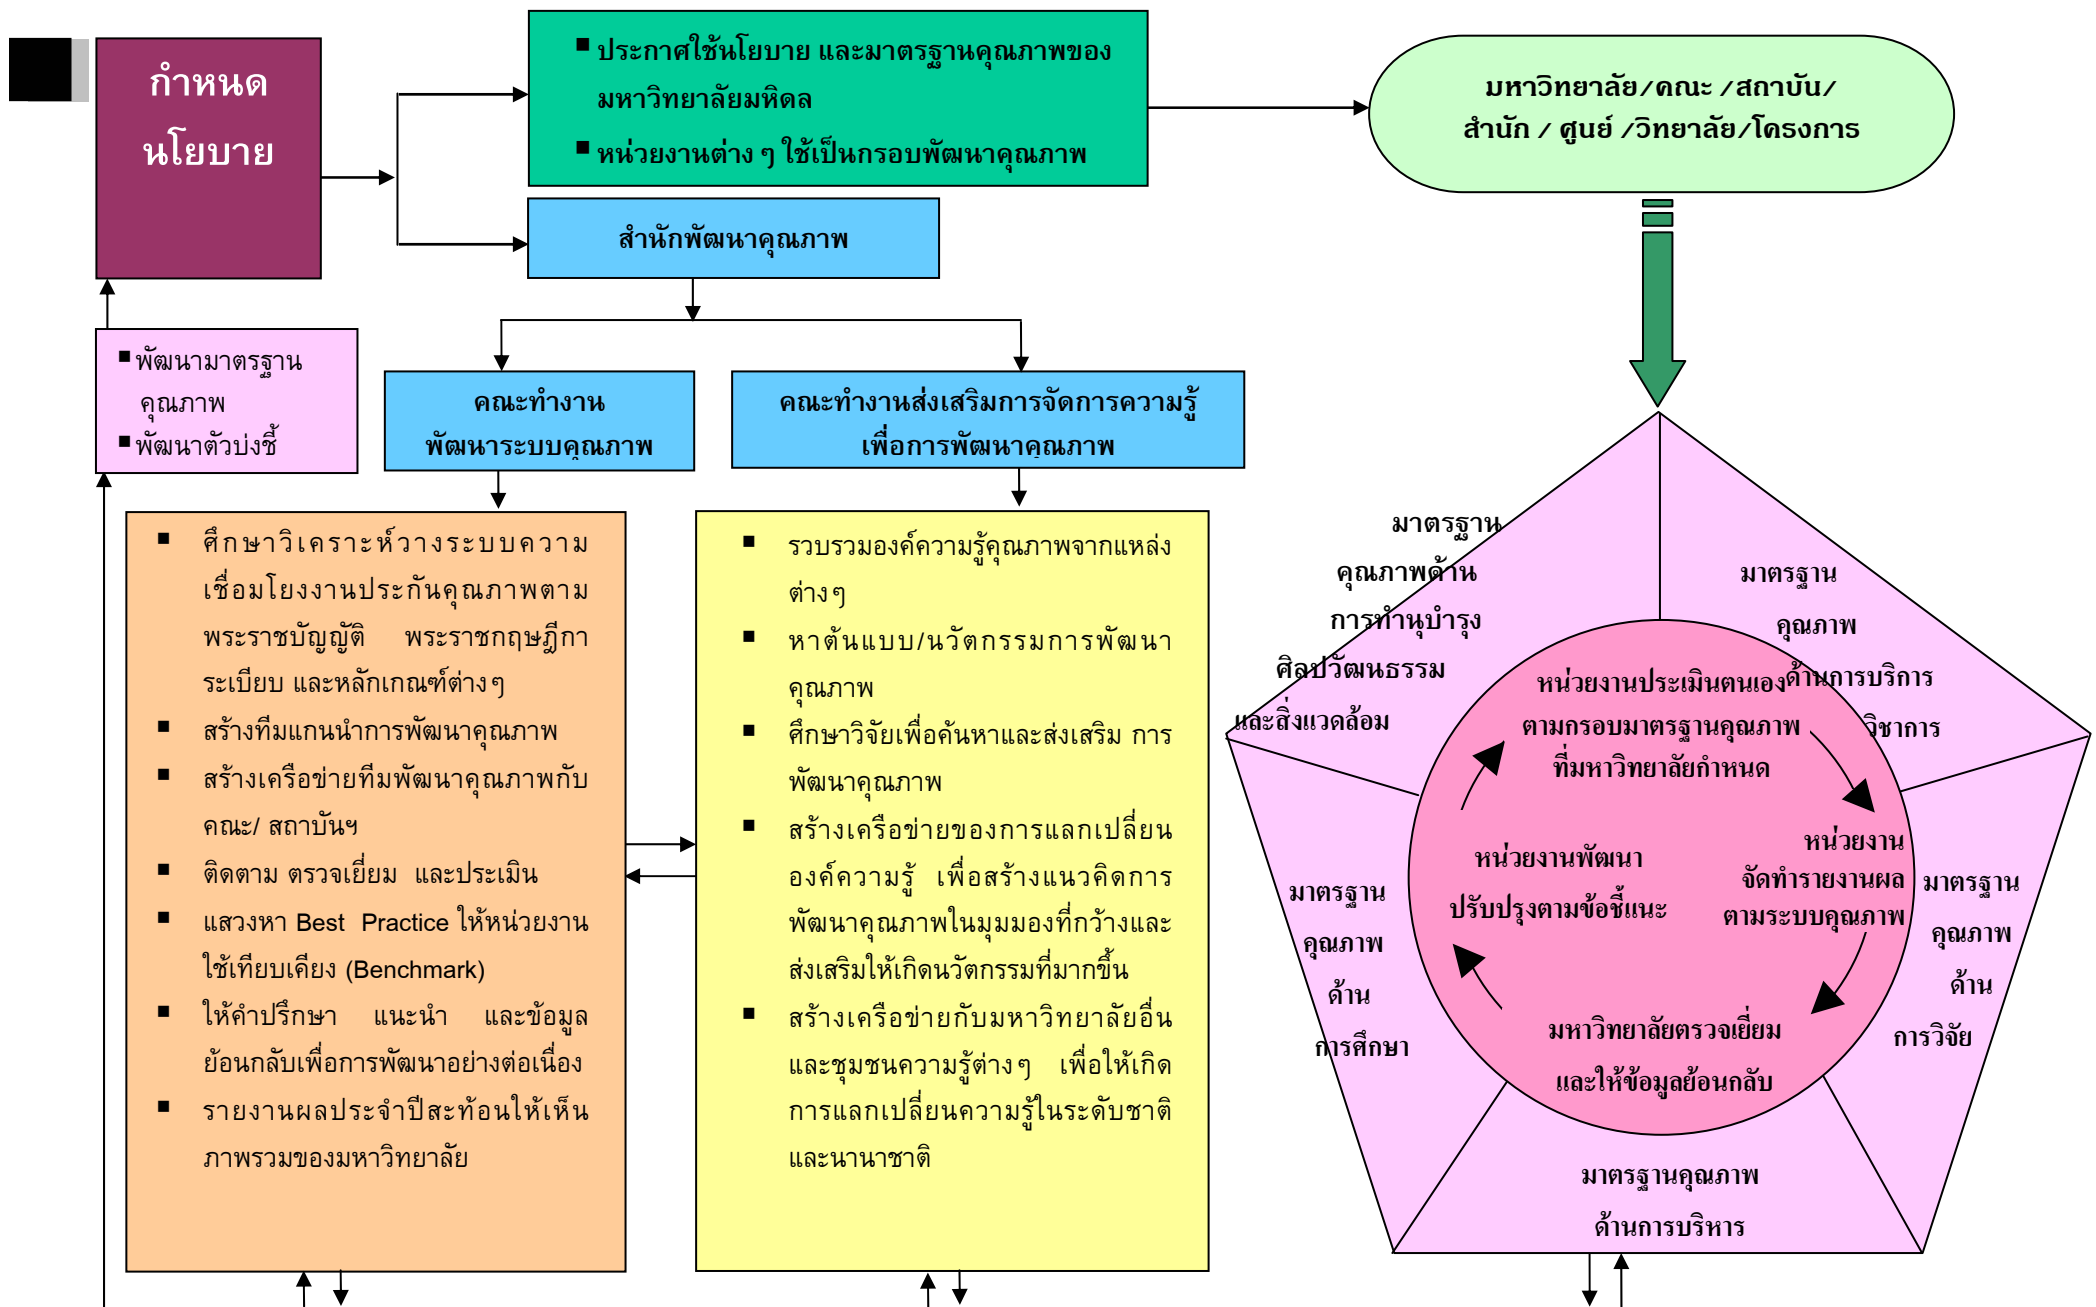 กำหนด
นโยบาย
▪ ประกาศใช้นโยบาย และมาตรฐานคุณภาพของ
มหาวิทยาลัยมหิดล
▪ หน่วยงานต่าง ๆ ใช้เป็นกรอบพัฒนาคุณภาพ
มหาวิทยาลัย/คณะ /สถาบัน/
สำนัก / ศูนย์ /วิทยาลัย/โครงการ
สำนักพัฒนาคุณภาพ
▪ พัฒนามาตรฐาน
คุณภาพ
▪ พัฒนาตัวบ่งชี้
คณะทำงาน
พัฒนาระบบคุณภาพ
คณะทำงานส่งเสริมการจัดการความรู้
เพื่อการพัฒนาคุณภาพ
▪ ศึกษาวิเคราะห์วางระบบความ
เชื่อมโยงงานประกันคุณภาพตาม
พระราชบัญญัติ พระราชกฤษฎีกา
ระเบียบ และหลักเกณฑ์ต่างๆ
▪ สร้างทีมแกนนำการพัฒนาคุณภาพ
▪ สร้างเครือข่ายทีมพัฒนาคุณภาพกับ
คณะ/ สถาบันฯ
▪ ติดตาม ตรวจเยี่ยม และประเมิน
▪ แสวงหา Best Practice ให้หน่วยงาน
ใช้เทียบเคียง (Benchmark)
▪ ให้คำปรึกษา แนะนำ และข้อมูล
ย้อนกลับเพื่อการพัฒนาอย่างต่อเนื่อง
▪ รายงานผลประจำปีสะท้อนให้เห็น
ภาพรวมของมหาวิทยาลัย
▪ รวบรวมองค์ความรู้คุณภาพจากแหล่ง
ต่างๆ
▪ หาต้นแบบ/นวัตกรรมการพัฒนา
คุณภาพ
▪ ศึกษาวิจัยเพื่อค้นหาและส่งเสริม การ
พัฒนาคุณภาพ
▪ สร้างเครือข่ายของการแลกเปลี่ยน
องค์ความรู้ เพื่อสร้างแนวคิดการ
พัฒนาคุณภาพในมุมมองที่กว้างและ
ส่งเสริมให้เกิดนวัตกรรมที่มากขึ้น
▪ สร้างเครือข่ายกับมหาวิทยาลัยอื่น
และชุมชนความรู้ต่างๆ เพื่อให้เกิด
การแลกเปลี่ยนความรู้ในระดับชาติ
และนานาชาติ
มาตรฐาน
คุณภาพด้าน
การทำนุบำรุง
ศิลปวัฒนธรรม
และสิ่งแวดล้อม
มาตรฐาน
คุณภาพ
ด้านการบริการ
วิชาการ
หน่วยงานประเมินตนเอง
ตามกรอบมาตรฐานคุณภาพ
ที่มหาวิทยาลัยกำหนด
หน่วยงาน
จัดทำรายงานผล
ตามระบบคุณภาพ
หน่วยงานพัฒนา
ปรับปรุงตามข้อชี้แนะ
มหาวิทยาลัยตรวจเยี่ยม
และให้ข้อมูลย้อนกลับ
มาตรฐาน
คุณภาพ
ด้าน
การศึกษา
มาตรฐาน
คุณภาพ
ด้าน
การวิจัย
มาตรฐานคุณภาพ
ด้านการบริหาร